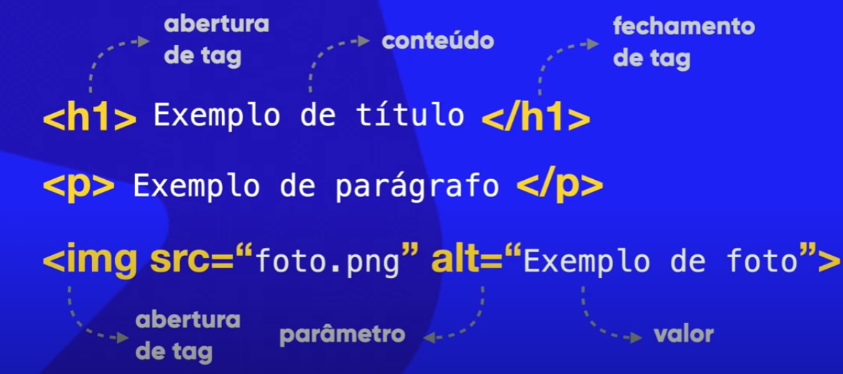 abertura
de tag
conteúdo
fechamento
de tag
<h1> Exemplo de título </h1>
<p> Exemplo de parágrafo </p>
<img src=“foto.png” alt=“Exemplo de foto”>
abertura
de tag
parâmetro
valor